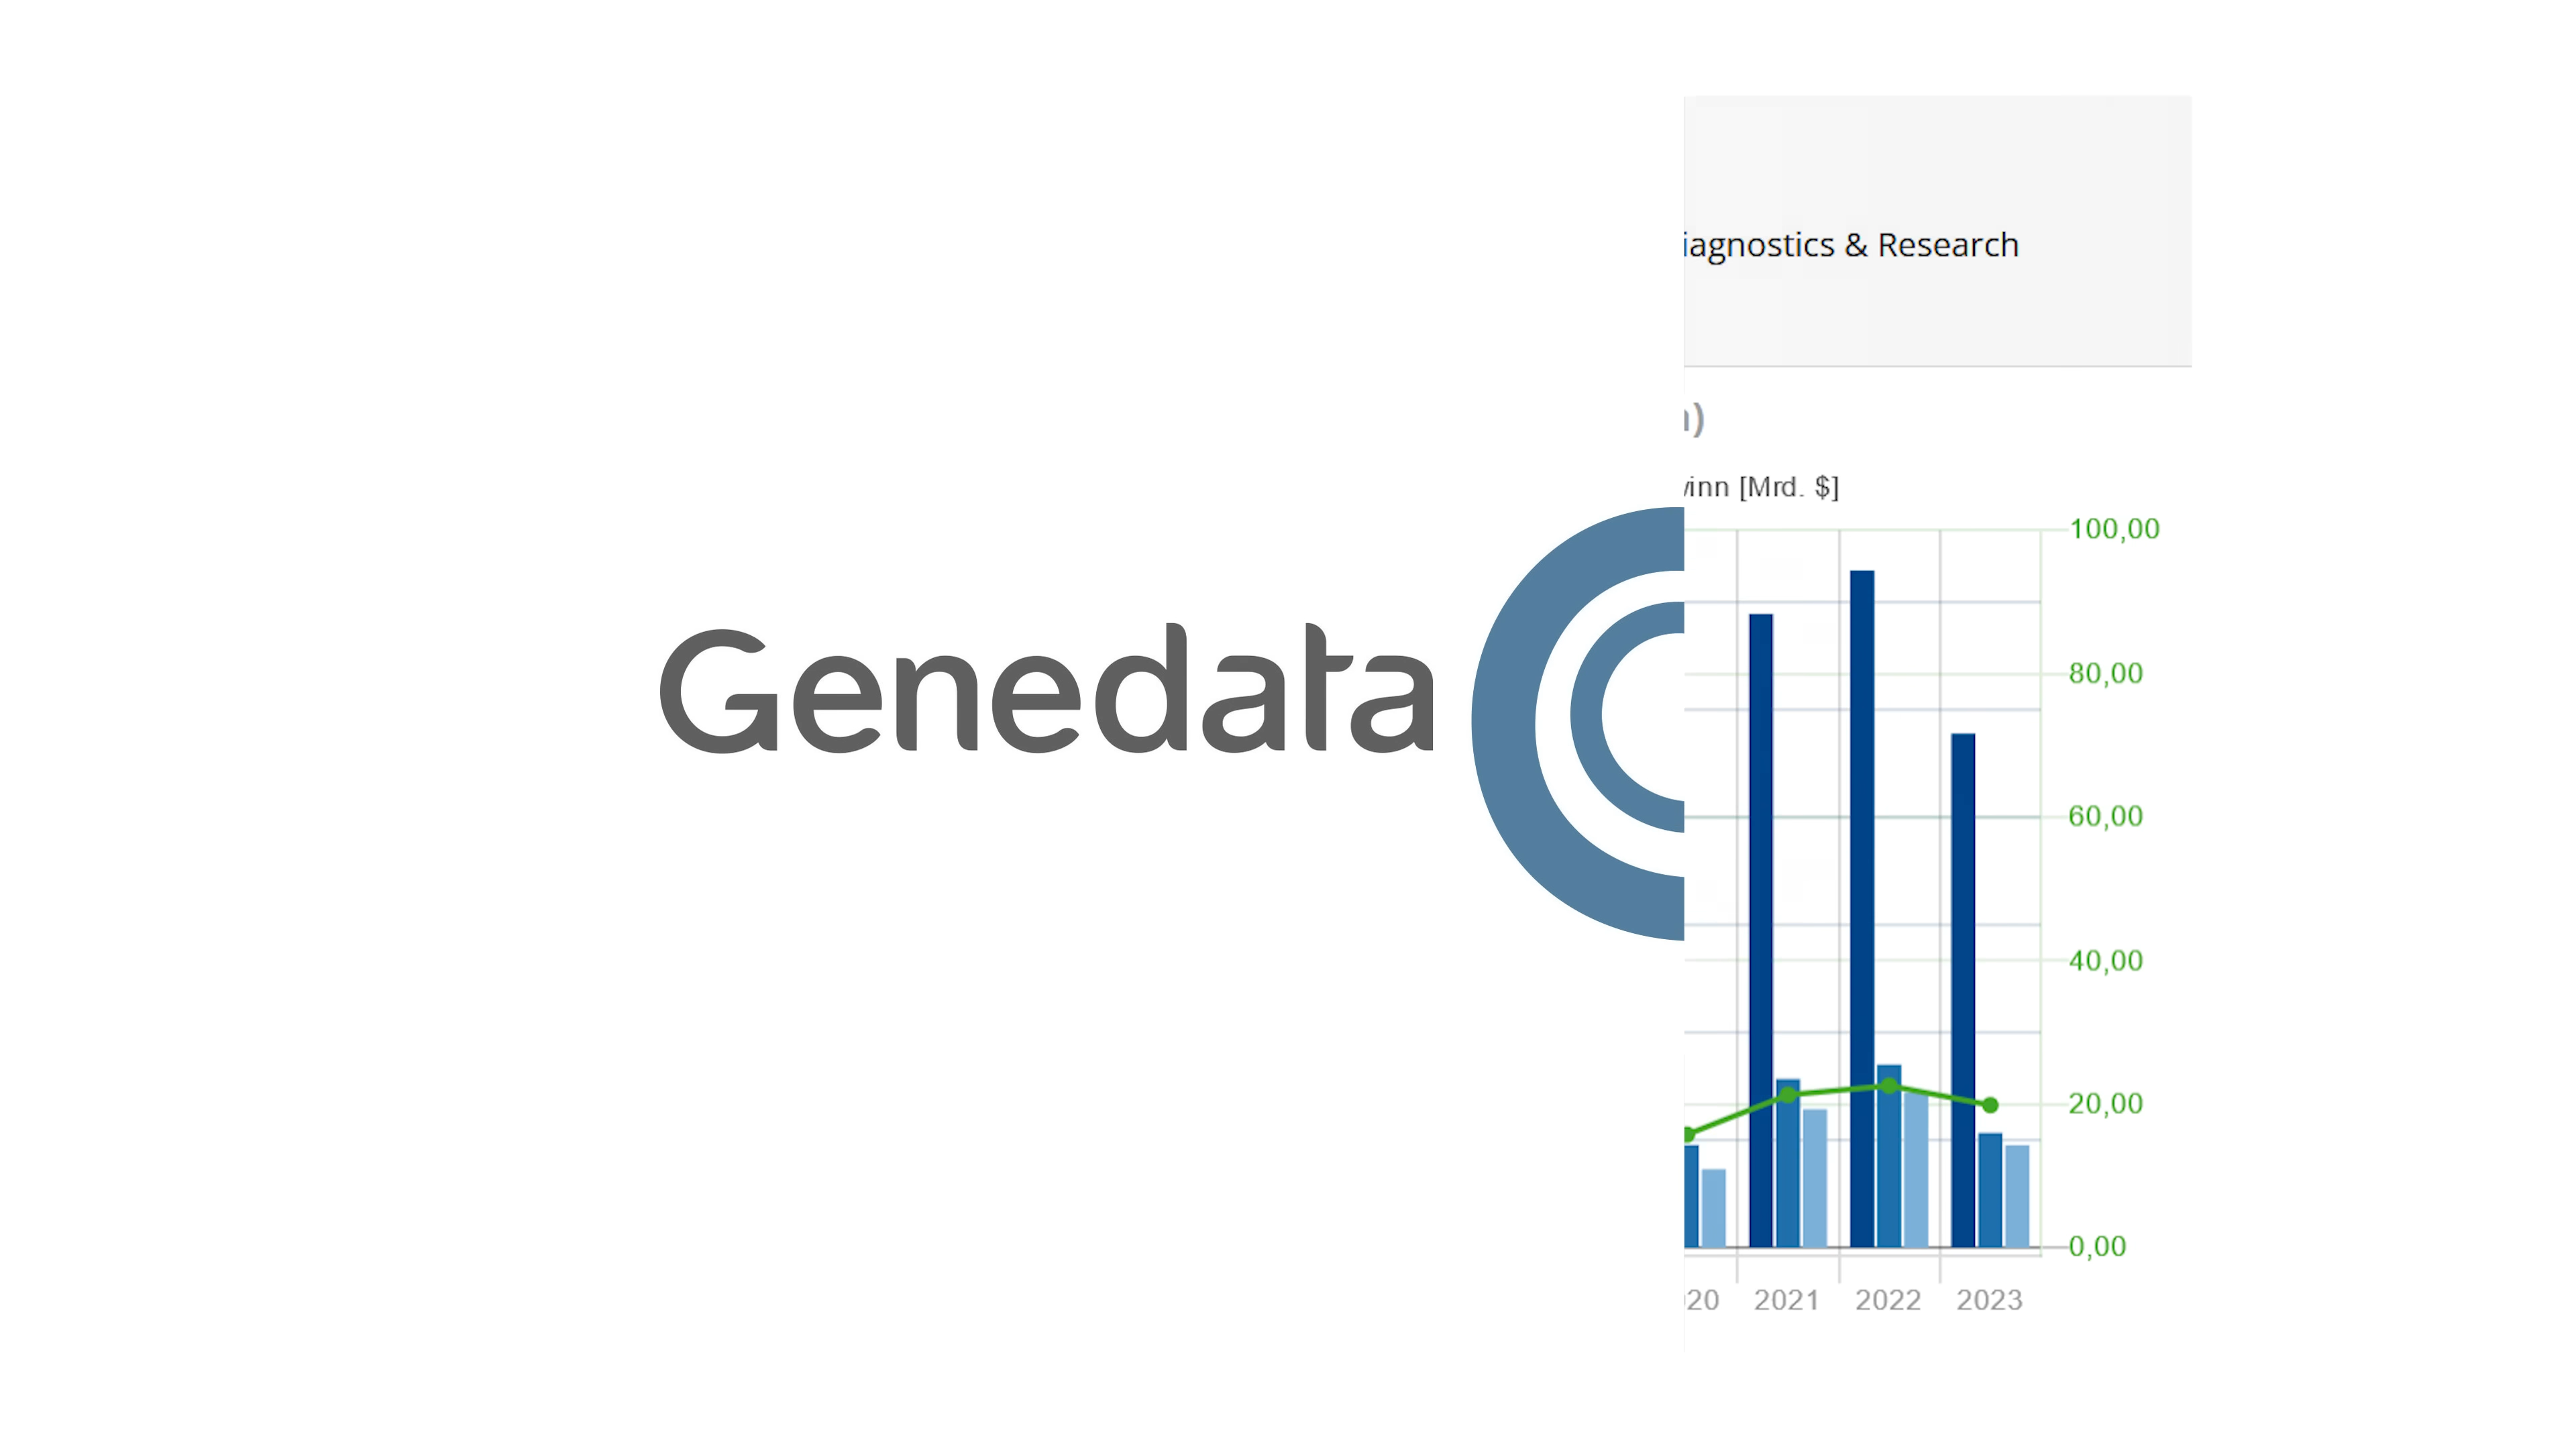 Genedata
iagnostics & Research
[Mrd. $]
100,00
80,00
60,00
40,00
20,00
0,00
20 2021 2022 2023